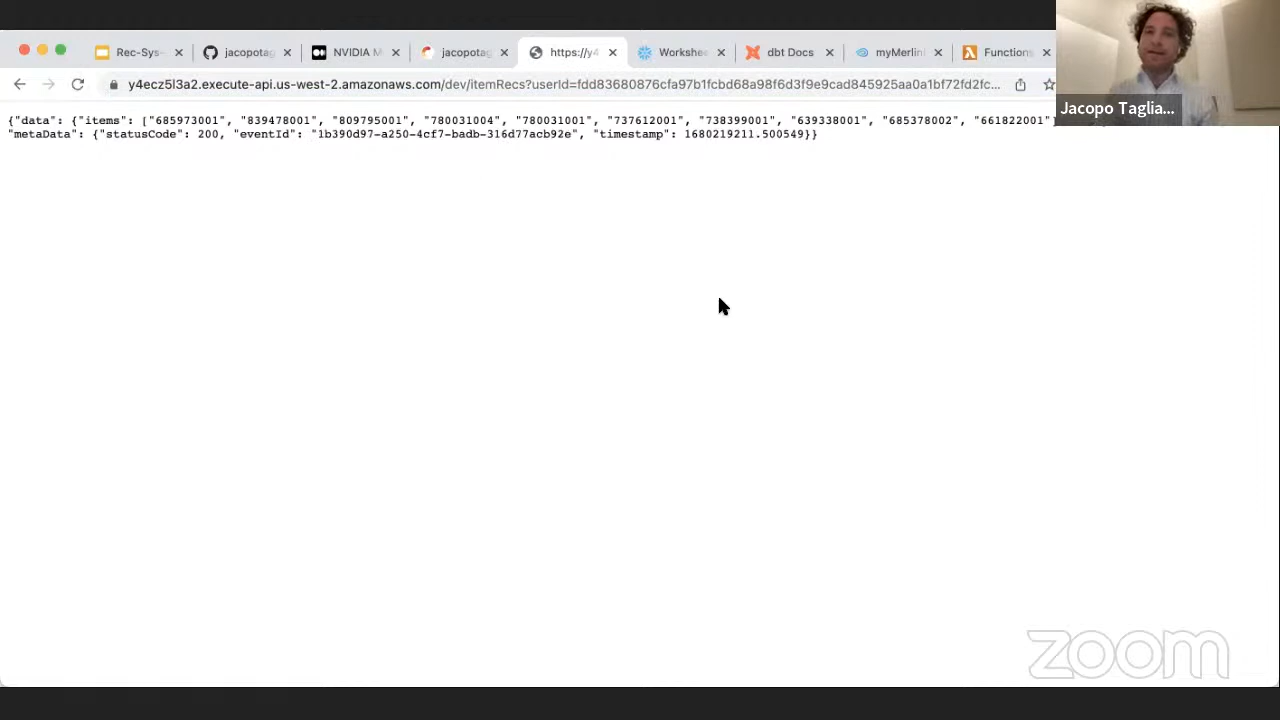 Rec-Sys-
jacopotag
NVIDIA M
jacopotag
https://y4
Workshee
dbt Docs
myMerlin
Functions
y4ecz5l3a2.execute-api.us-west-2.amazonaws.com/dev/itemRecs?userId=fdd83680876cfa97b1fcbd68a98f6d3f9e9cad845925aa0a1bf72fd2fc...
Jacopo Taglia...
{"data": {"items": ["685973001", "839478001", "809795001", "780031004", "780031001", "737612001", "738399001", "639338001", "685378002", "661822001"]
"metaData": {"statusCode": 200, "eventId": "1b390d97-a250-4cf7-badb-316d77acb92e", "timestamp": 1680219211.500549}}
zoom